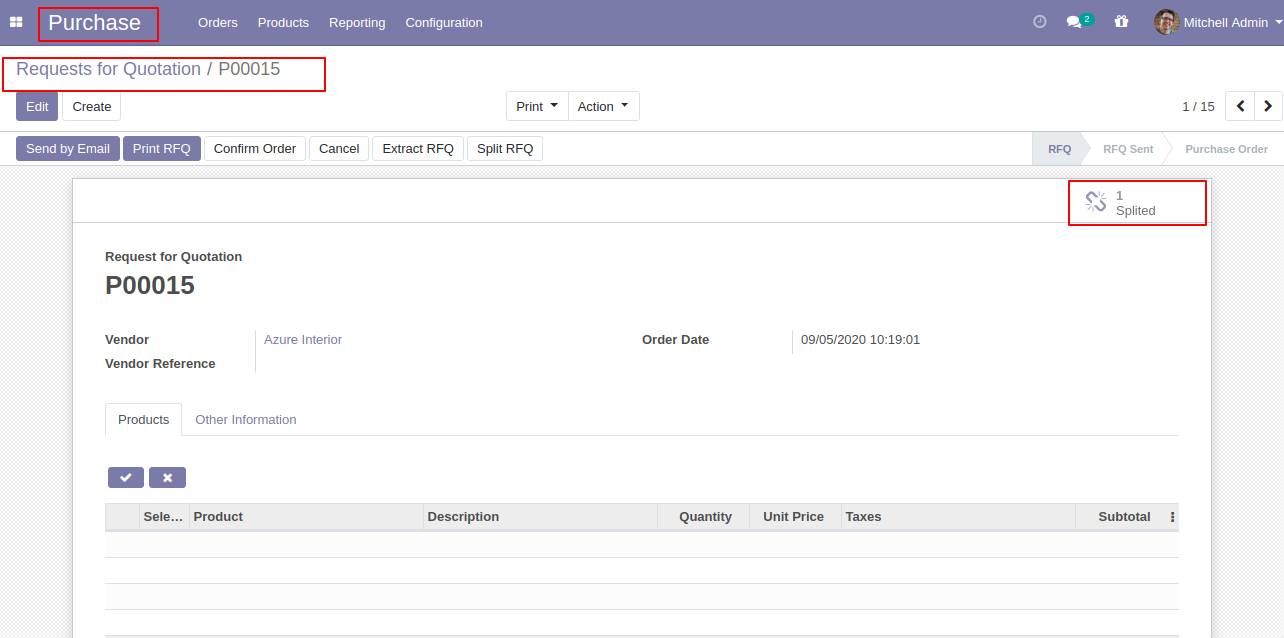 Purchase Orders Products Reporting Configuration 2 Mitchell Admin
Requests for Quotation / P00015
Edit Create Print Action 1 / 15
Send by Email Print RFQ Confirm Order Cancel Extract RFQ Split RFQ RFQ RFQ Sent Purchase Order
1
Splited
Request for Quotation
P00015
Vendor Azure Interior Order Date 09/05/2020 10:19:01
Vendor Reference
Products Other Information
Sele... Product Description Quantity Unit Price Taxes Subtotal